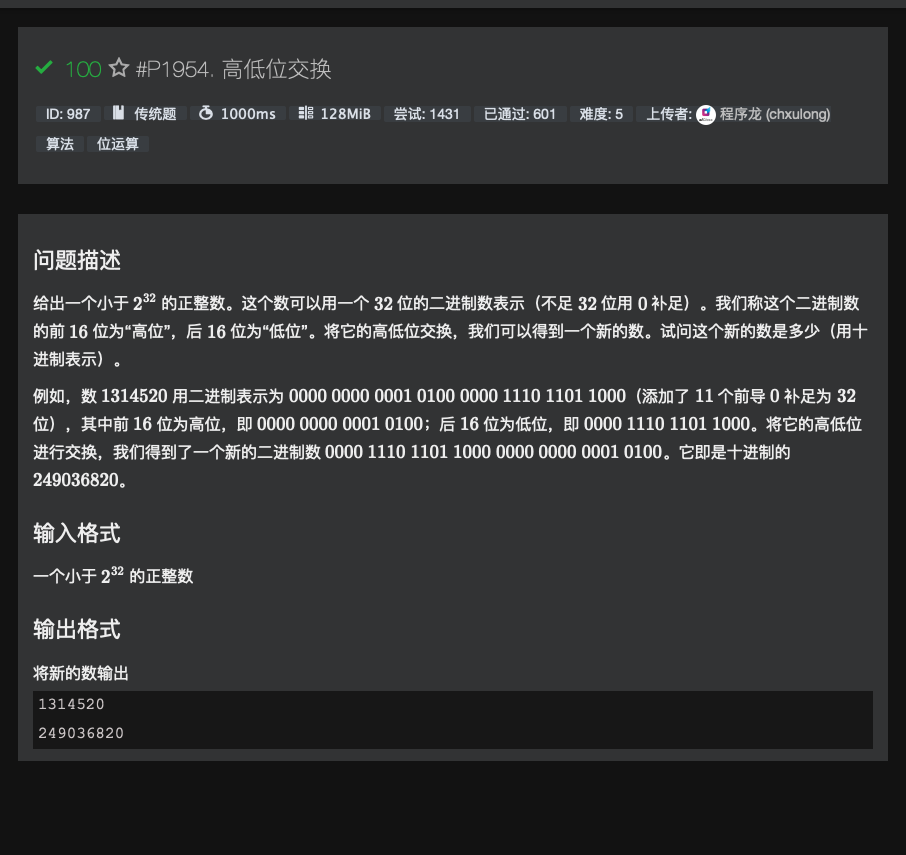 100 #P1954. 高低位交换
ID: 987 传统题 1000ms 128MiB 尝试: 1431 已通过: 601 难度: 5 上传者: 程序龙 (chxulong)
算法 位运算
问题描述
给出一个小于 2^32 的正整数。这个数可以用一个 32 位的二进制数表示（不足 32 位用 0 补足）。我们称这个二进制数
的前 16 位为“高位”，后 16 位为“低位”。将它的高低位交换，我们可以得到一个新的数。试问这个新的数是多少（用十
进制表示）。
例如，数 1314520 用二进制表示为 0000 0000 0001 0100 0000 1110 1101 1000（添加了 11 个前导 0 补足为 32
位），其中前 16 位为高位，即 0000 0000 0001 0100；后 16 位为低位，即 0000 1110 1101 1000。将它的高低位
进行交换，我们得到了一个新的二进制数 0000 1110 1101 1000 0000 0000 0001 0100。它即是十进制的
249036820。
输入格式
一个小于 2^32 的正整数
输出格式
将新的数输出
1314520
249036820